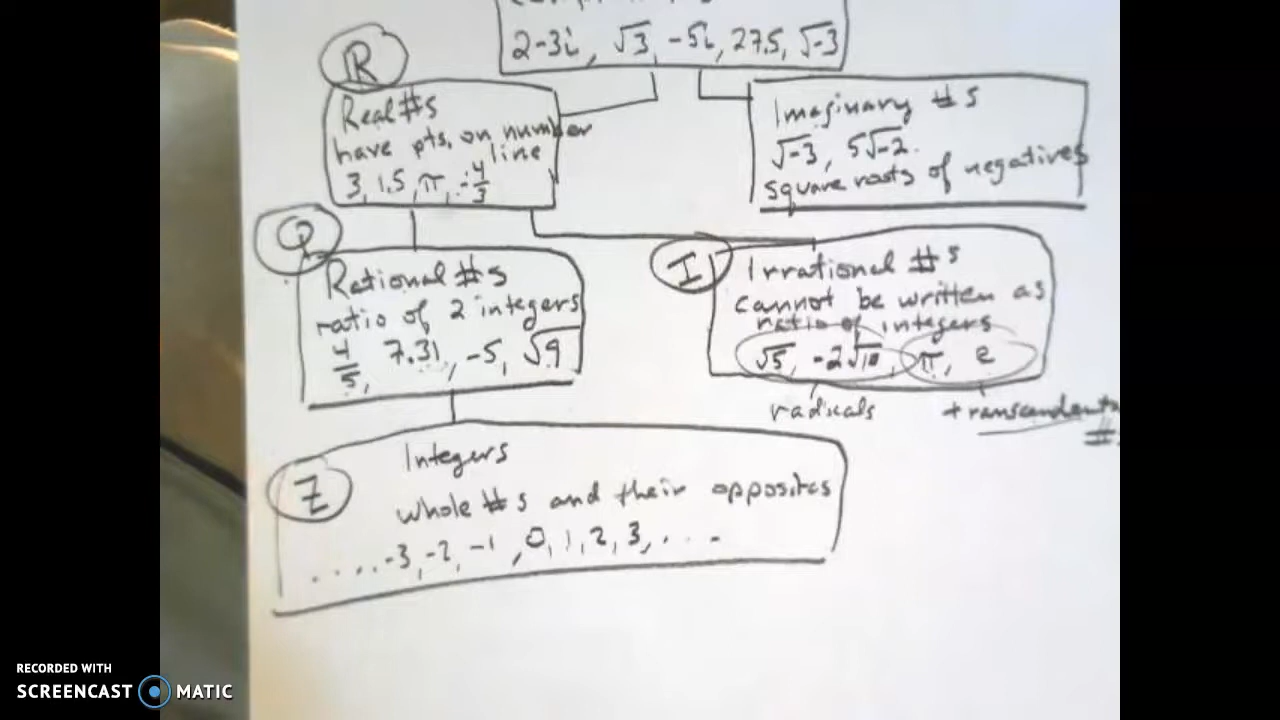 2-3i, √3, -5i, 27.5, √-3
R
Real #s
have pts. on number
line
3, 1.5, π, -4/3
Imaginary #s
√-3, 5√-2.
square roots of negatives
Q
Rational #s
ratio of 2 integers
4/5, 7.31, -5, √9
I
Irrational #s
cannot be written as
ratio of integers
√5, -2√10, π, e
radicals
#
Z
Integers
whole #s and their opposites
....-3, -2, -1, 0, 1, 2, 3, ...
RECORDED WITH
SCREENCAST MATIC